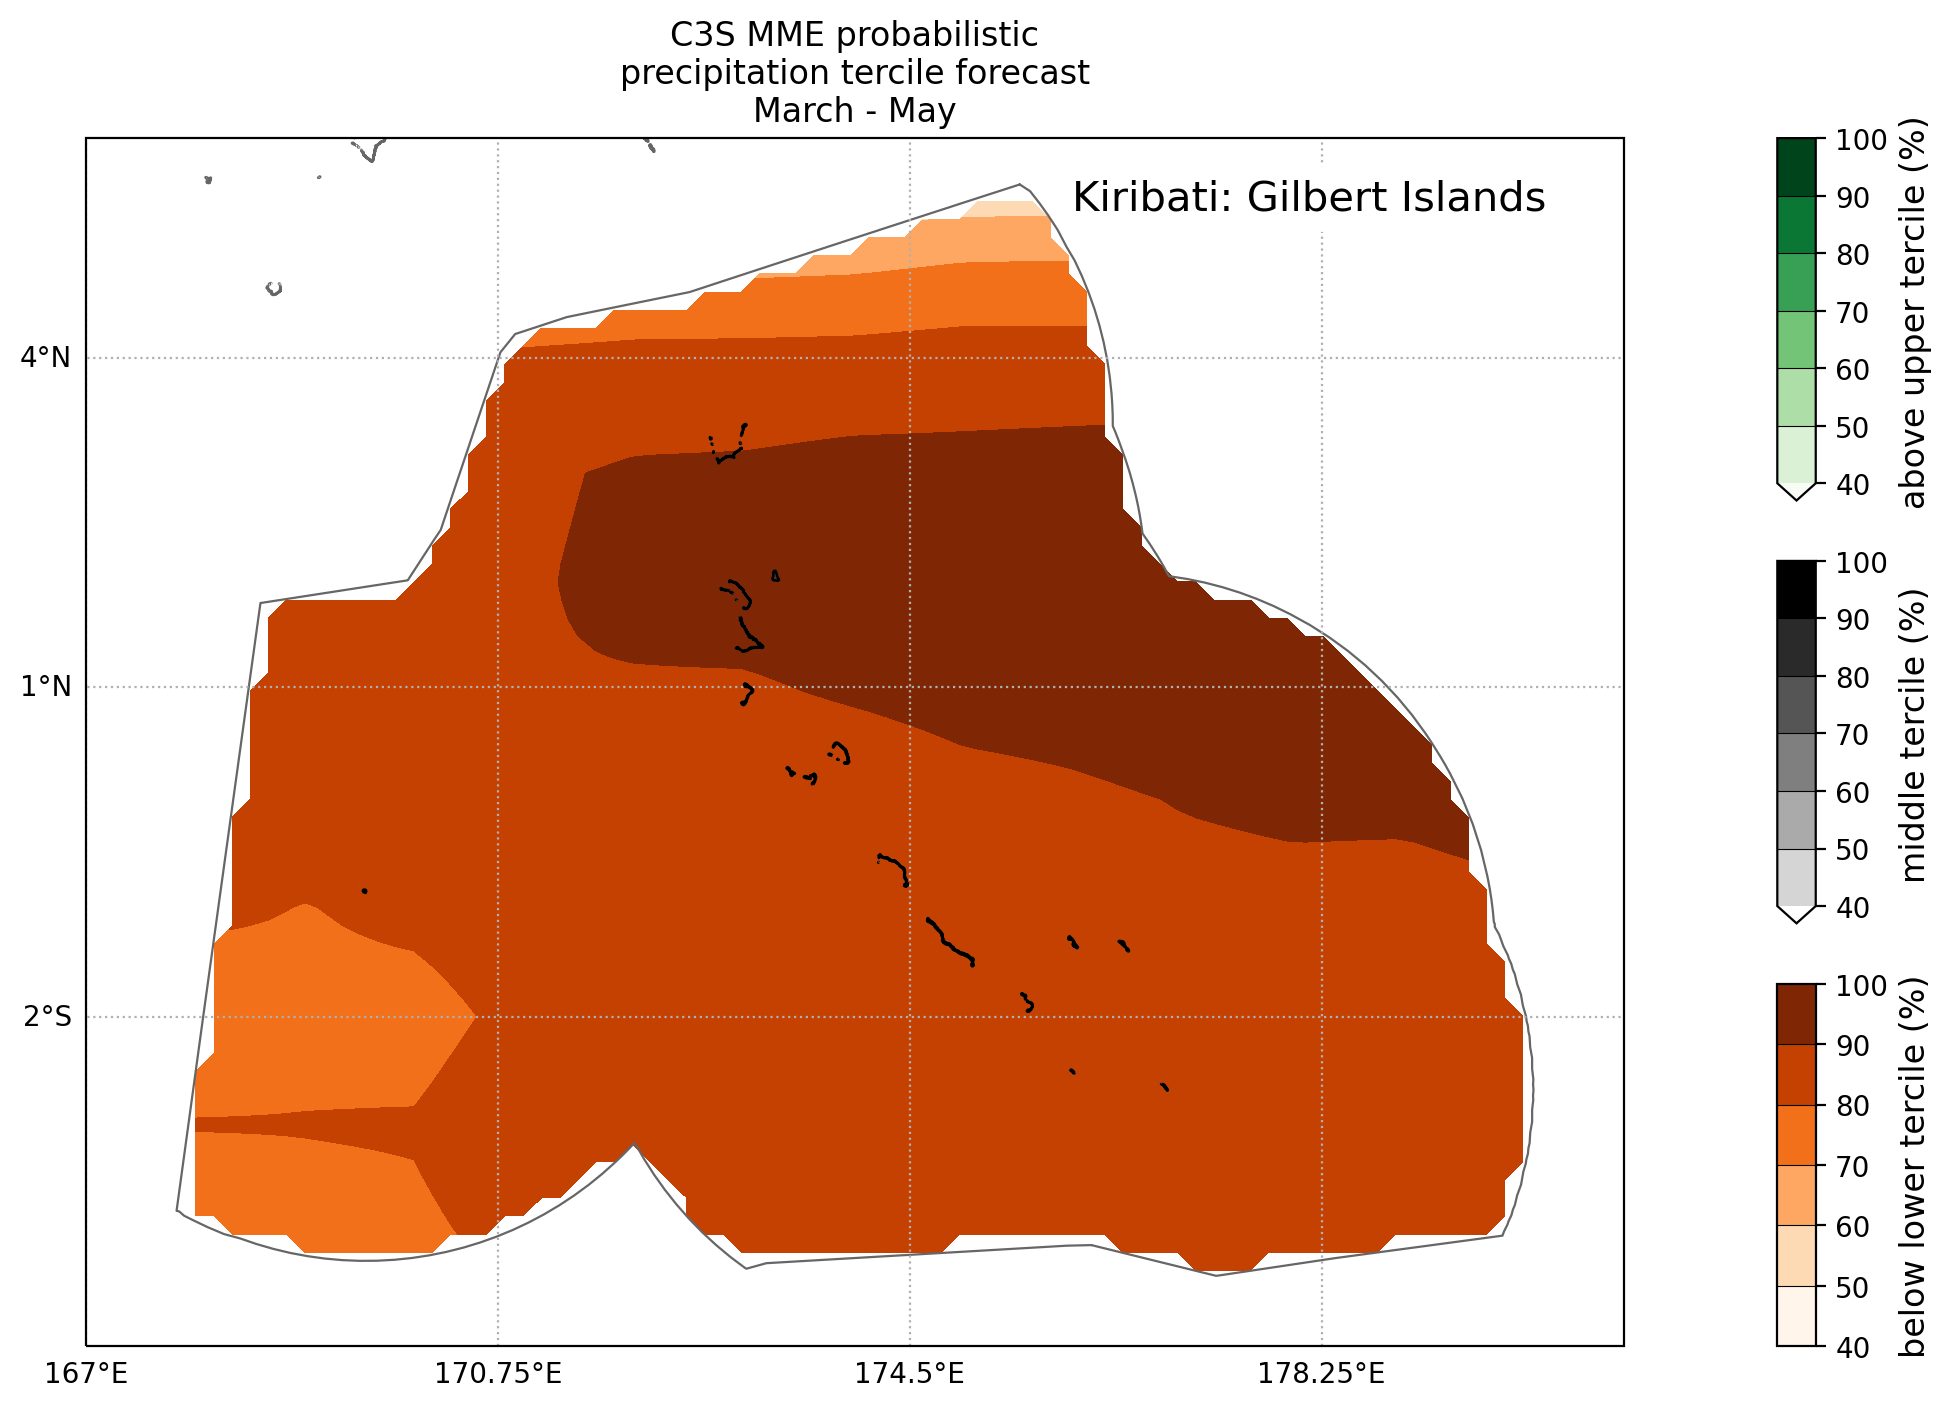 C3S MME probabilistic
precipitation tercile forecast
March - May
Kiribati: Gilbert Islands
4°N
1°N
2°S
167°E
170.75°E
174.5°E
178.25°E
100
90
80
70
60
50
40
above upper tercile (%)
100
90
80
70
60
50
40
middle tercile (%)
100
90
80
70
60
50
40
below lower tercile (%)